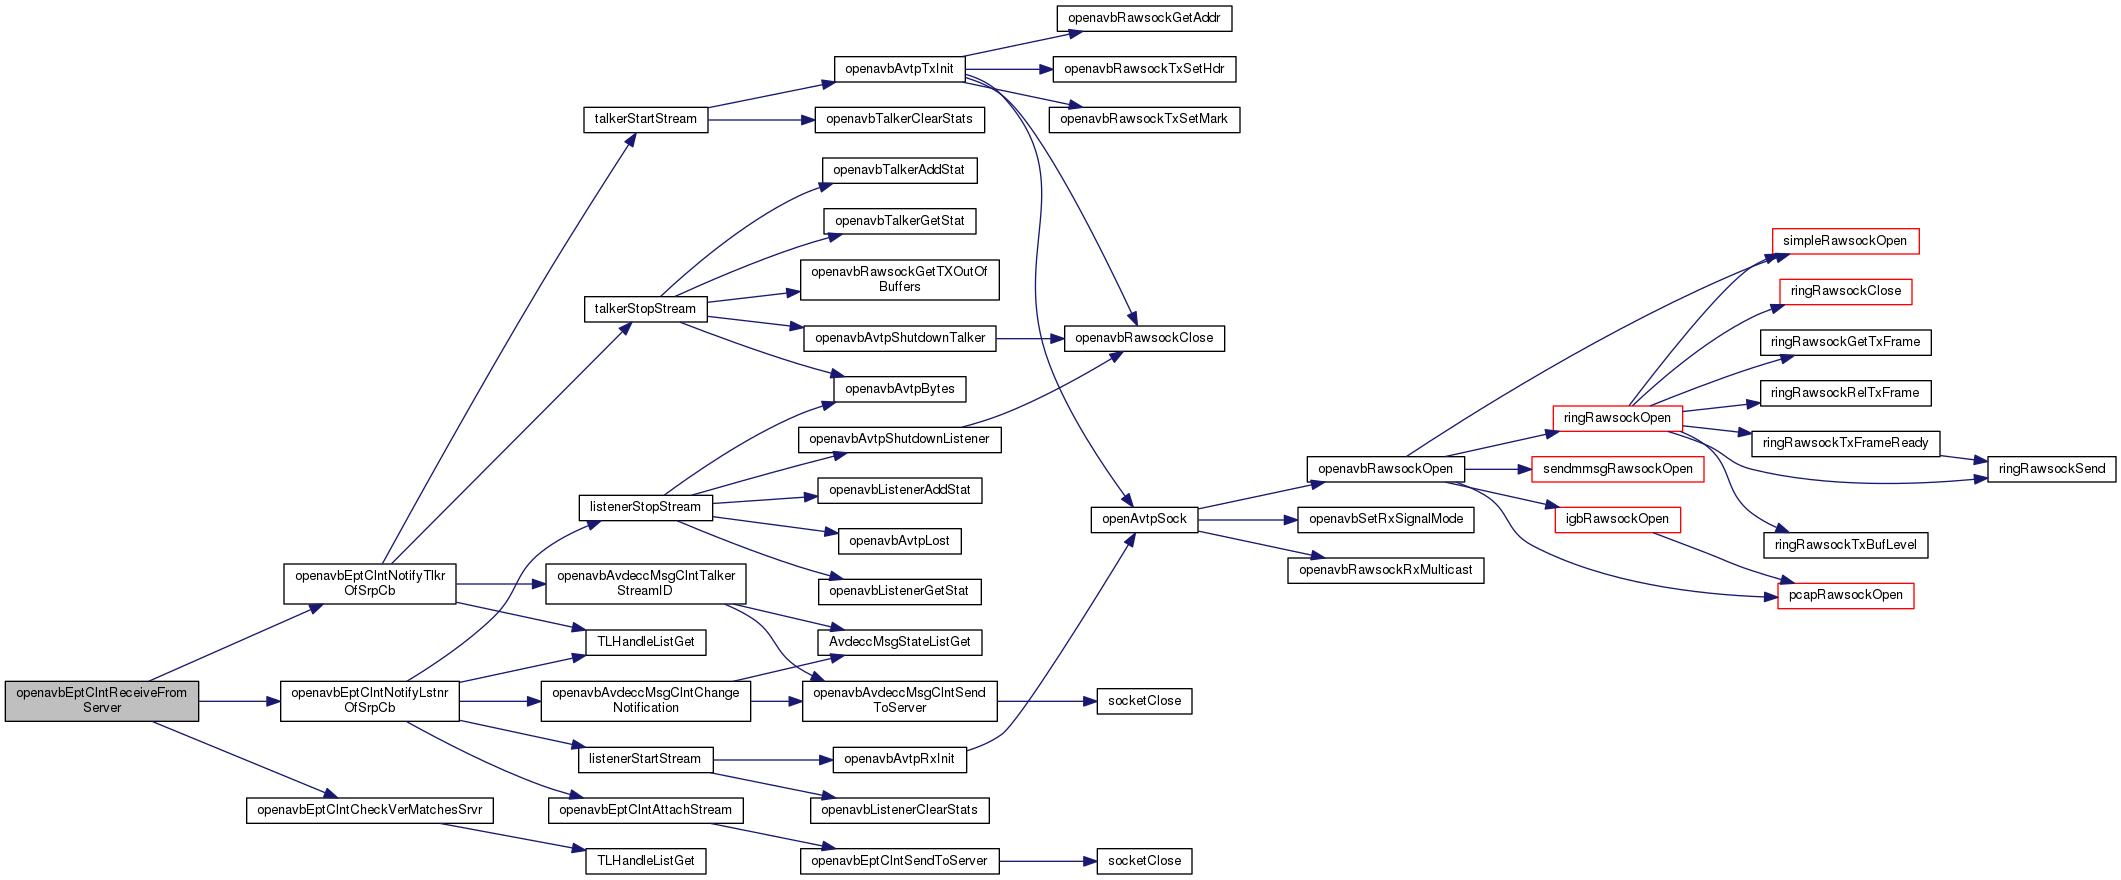 openavbRawsockGetAddr
openavbAvtpTxInit
openavbRawsockTxSetHdr
talkerStartStream
openavbTalkerClearStats
openavbRawsockTxSetMark
openavbTalkerAddStat
openavbTalkerGetStat
simpleRawsockOpen
openavbRawsockGetTXOutOf
Buffers
ringRawsockClose
talkerStopStream
openavbAvtpShutdownTalker
openavbRawsockClose
ringRawsockGetTxFrame
openavbAvtpBytes
ringRawsockRelTxFrame
ringRawsockOpen
openavbAvtpShutdownListener
ringRawsockTxFrameReady
openavbRawsockOpen
sendmmsgRawsockOpen
ringRawsockSend
openavbListenerAddStat
listenerStopStream
openAvtpSock
openavbSetRxSignalMode
igbRawsockOpen
openavbAvtpLost
ringRawsockTxBufLevel
openavbEptClntNotifyTlkr
OfSrpCb
openavbAvdeccMsgClntTalker
StreamID
openavbRawsockRxMulticast
openavbListenerGetStat
pcapRawsockOpen
TLHandleListGet
AvdeccMsgStateListGet
openavbEptClntReceiveFrom
Server
openavbEptClntNotifyLstnr
OfSrpCb
openavbAvdeccMsgClntChange
Notification
openavbAvdeccMsgClntSend
ToServer
socketClose
listenerStartStream
openavbAvtpRxInit
openavbEptClntCheckVerMatchesSrvr
openavbEptClntAttachStream
openavbListenerClearStats
TLHandleListGet
openavbEptClntSendToServer
socketClose